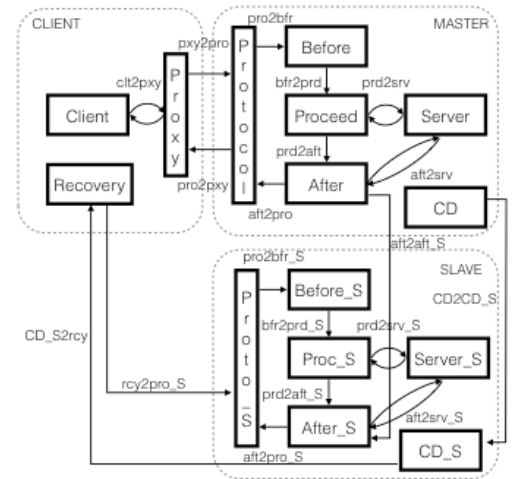 CLIENT
MASTER
pro2bfr
pxy2pro
Before
clt2pxy
bfr2prd
prd2srv
Client
Proxy
Protocol
Proceed
Server
prd2aft
pro2pxy
After
aft2srv
Recovery
aft2pro
CD
aft2aft_S
pro2bfr_S
SLAVE
Before_S
CD2CD_S
bfr2prd_S
prd2srv_S
CD_S2rcy
Proto_S
Proc_S
Server_S
rcy2pro_S
prd2aft_S
After_S
aft2srv_S
aft2pro_S
CD_S